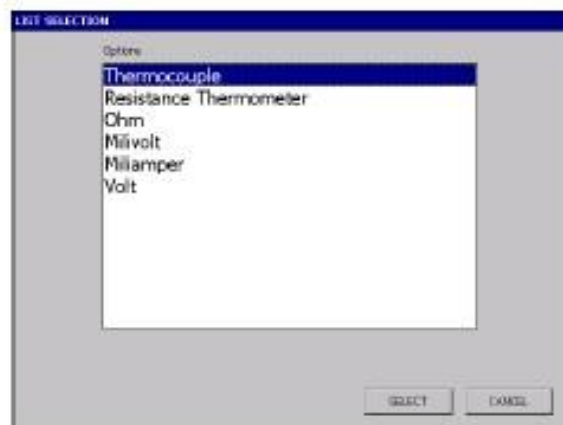 LIST SELECTION
Options
Thermocouple
Resistance Thermometer
Ohm
Milivolt
Miliamper
Volt
SELECT
CANCEL